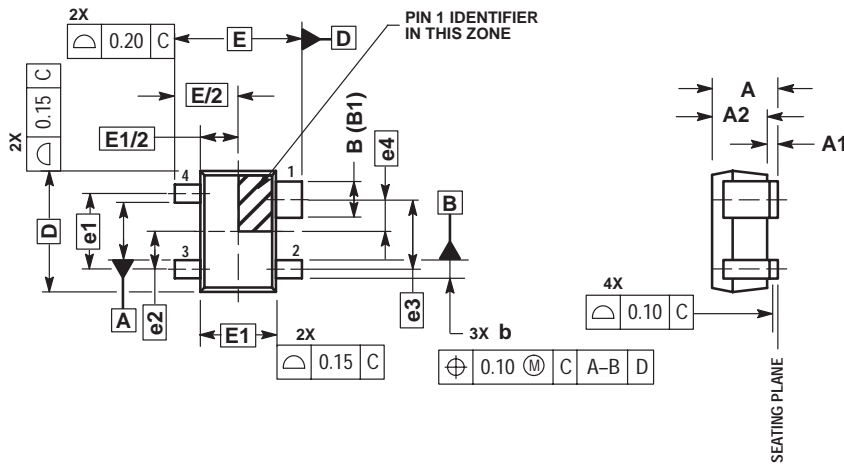 2X
0.20 C
E
D
PIN 1 IDENTIFIER
IN THIS ZONE
E/2
2X
0.15 C
E1/2
B (B1)
e4
A
A2
A1
4
1
D
e1
B
3
2
A
e2
e3
4X
0.10 C
E1
2X
0.15 C
3X b
0.10 M C A–B D
SEATING PLANE